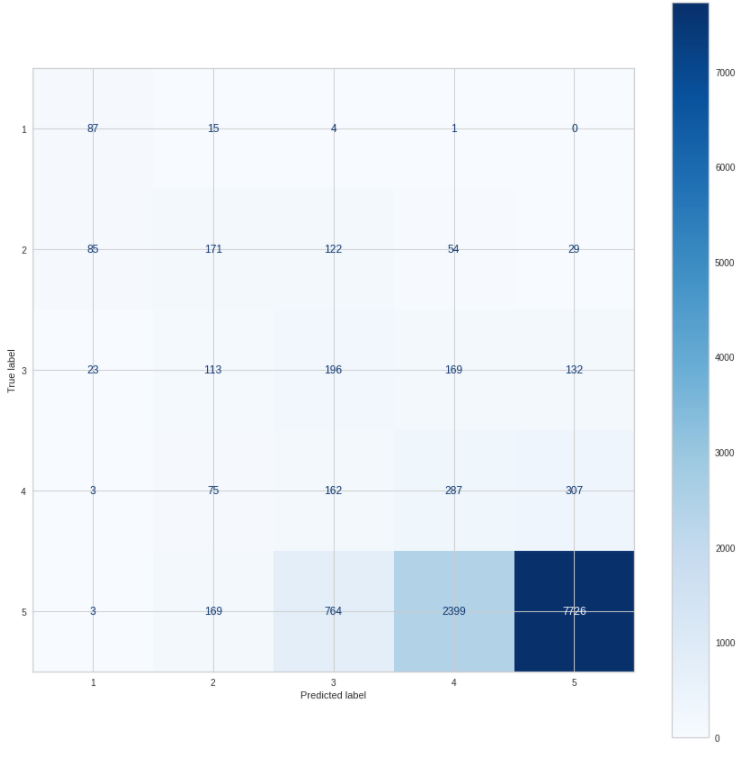 7000
1 87 15 4 1 0
6000
2 85 171 122 54 29
5000
4000
True label
3 23 113 196 169 132
3000
4 3 75 162 287 307
2000
5 3 169 764 2399 7726
1000
1 2 3 4 5
Predicted label
0